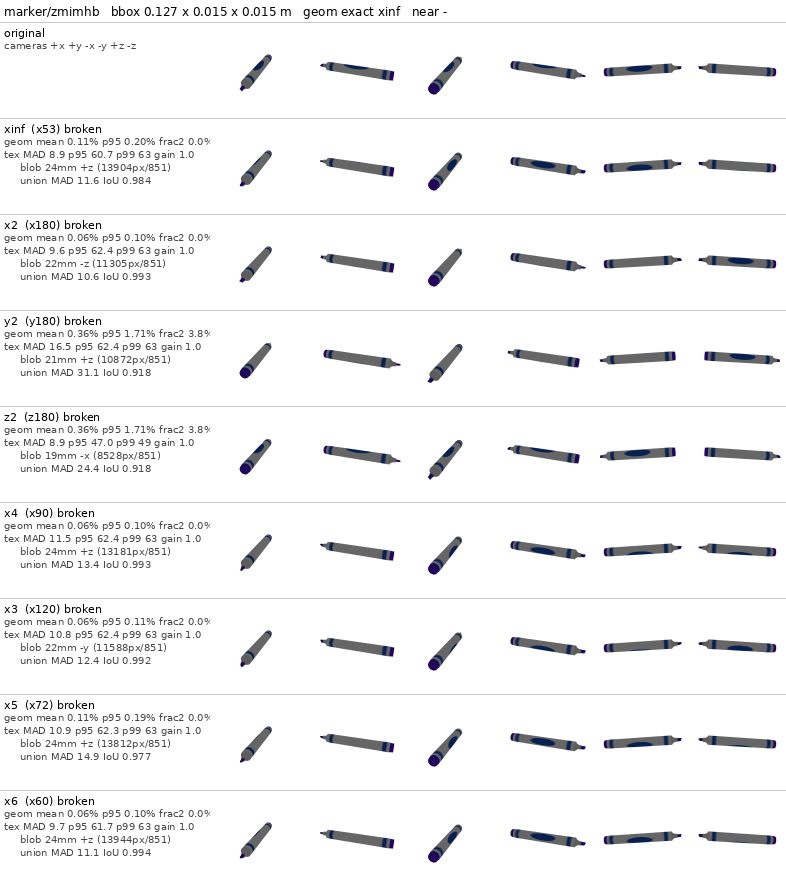 marker/zmimhb bbox 0.127 x 0.015 x 0.015 m geom exact xinf near -
original
cameras +x +y -x -y +z -z
xinf (x53) broken
geom mean 0.11% p95 0.20% frac2 0.0%
tex MAD 8.9 p95 60.7 p99 63 gain 1.0
blob 24mm +z (13904px/851)
union MAD 11.6 IoU 0.984
x2 (x180) broken
geom mean 0.06% p95 0.10% frac2 0.0%
tex MAD 9.6 p95 62.4 p99 63 gain 1.0
blob 22mm -z (11305px/851)
union MAD 10.6 IoU 0.993
y2 (y180) broken
geom mean 0.36% p95 1.71% frac2 3.8%
tex MAD 16.5 p95 62.4 p99 63 gain 1.0
blob 21mm +z (10872px/851)
union MAD 31.1 IoU 0.918
z2 (z180) broken
geom mean 0.36% p95 1.71% frac2 3.8%
tex MAD 8.9 p95 47.0 p99 49 gain 1.0
blob 19mm -x (8528px/851)
union MAD 24.4 IoU 0.918
x4 (x90) broken
geom mean 0.06% p95 0.10% frac2 0.0%
tex MAD 11.5 p95 62.4 p99 63 gain 1.0
blob 24mm +z (13181px/851)
union MAD 13.4 IoU 0.993
x3 (x120) broken
geom mean 0.06% p95 0.11% frac2 0.0%
tex MAD 10.8 p95 62.4 p99 63 gain 1.0
blob 22mm -y (11588px/851)
union MAD 12.4 IoU 0.992
x5 (x72) broken
geom mean 0.11% p95 0.19% frac2 0.0%
tex MAD 10.9 p95 62.3 p99 63 gain 1.0
blob 24mm +z (13812px/851)
union MAD 14.9 IoU 0.977
x6 (x60) broken
geom mean 0.06% p95 0.10% frac2 0.0%
tex MAD 9.7 p95 61.7 p99 63 gain 1.0
blob 24mm +z (13944px/851)
union MAD 11.1 IoU 0.994